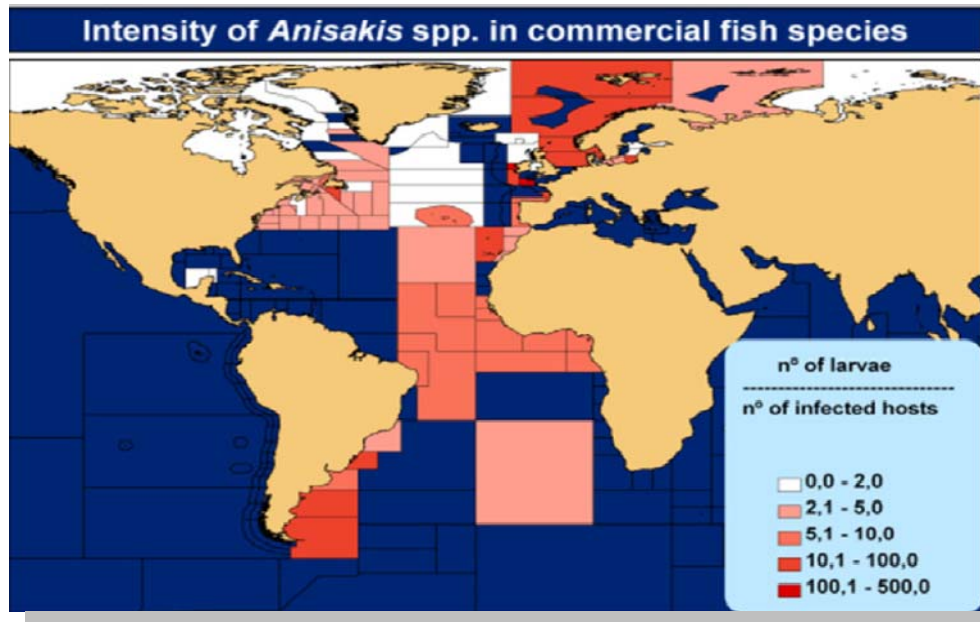 Intensity of Anisakis spp. in commercial fish species
nº of larvae
----------------------------
nº of infected hosts
0,0 - 2,0
2,1 - 5,0
5,1 - 10,0
10,1 - 100,0
100,1 - 500,0